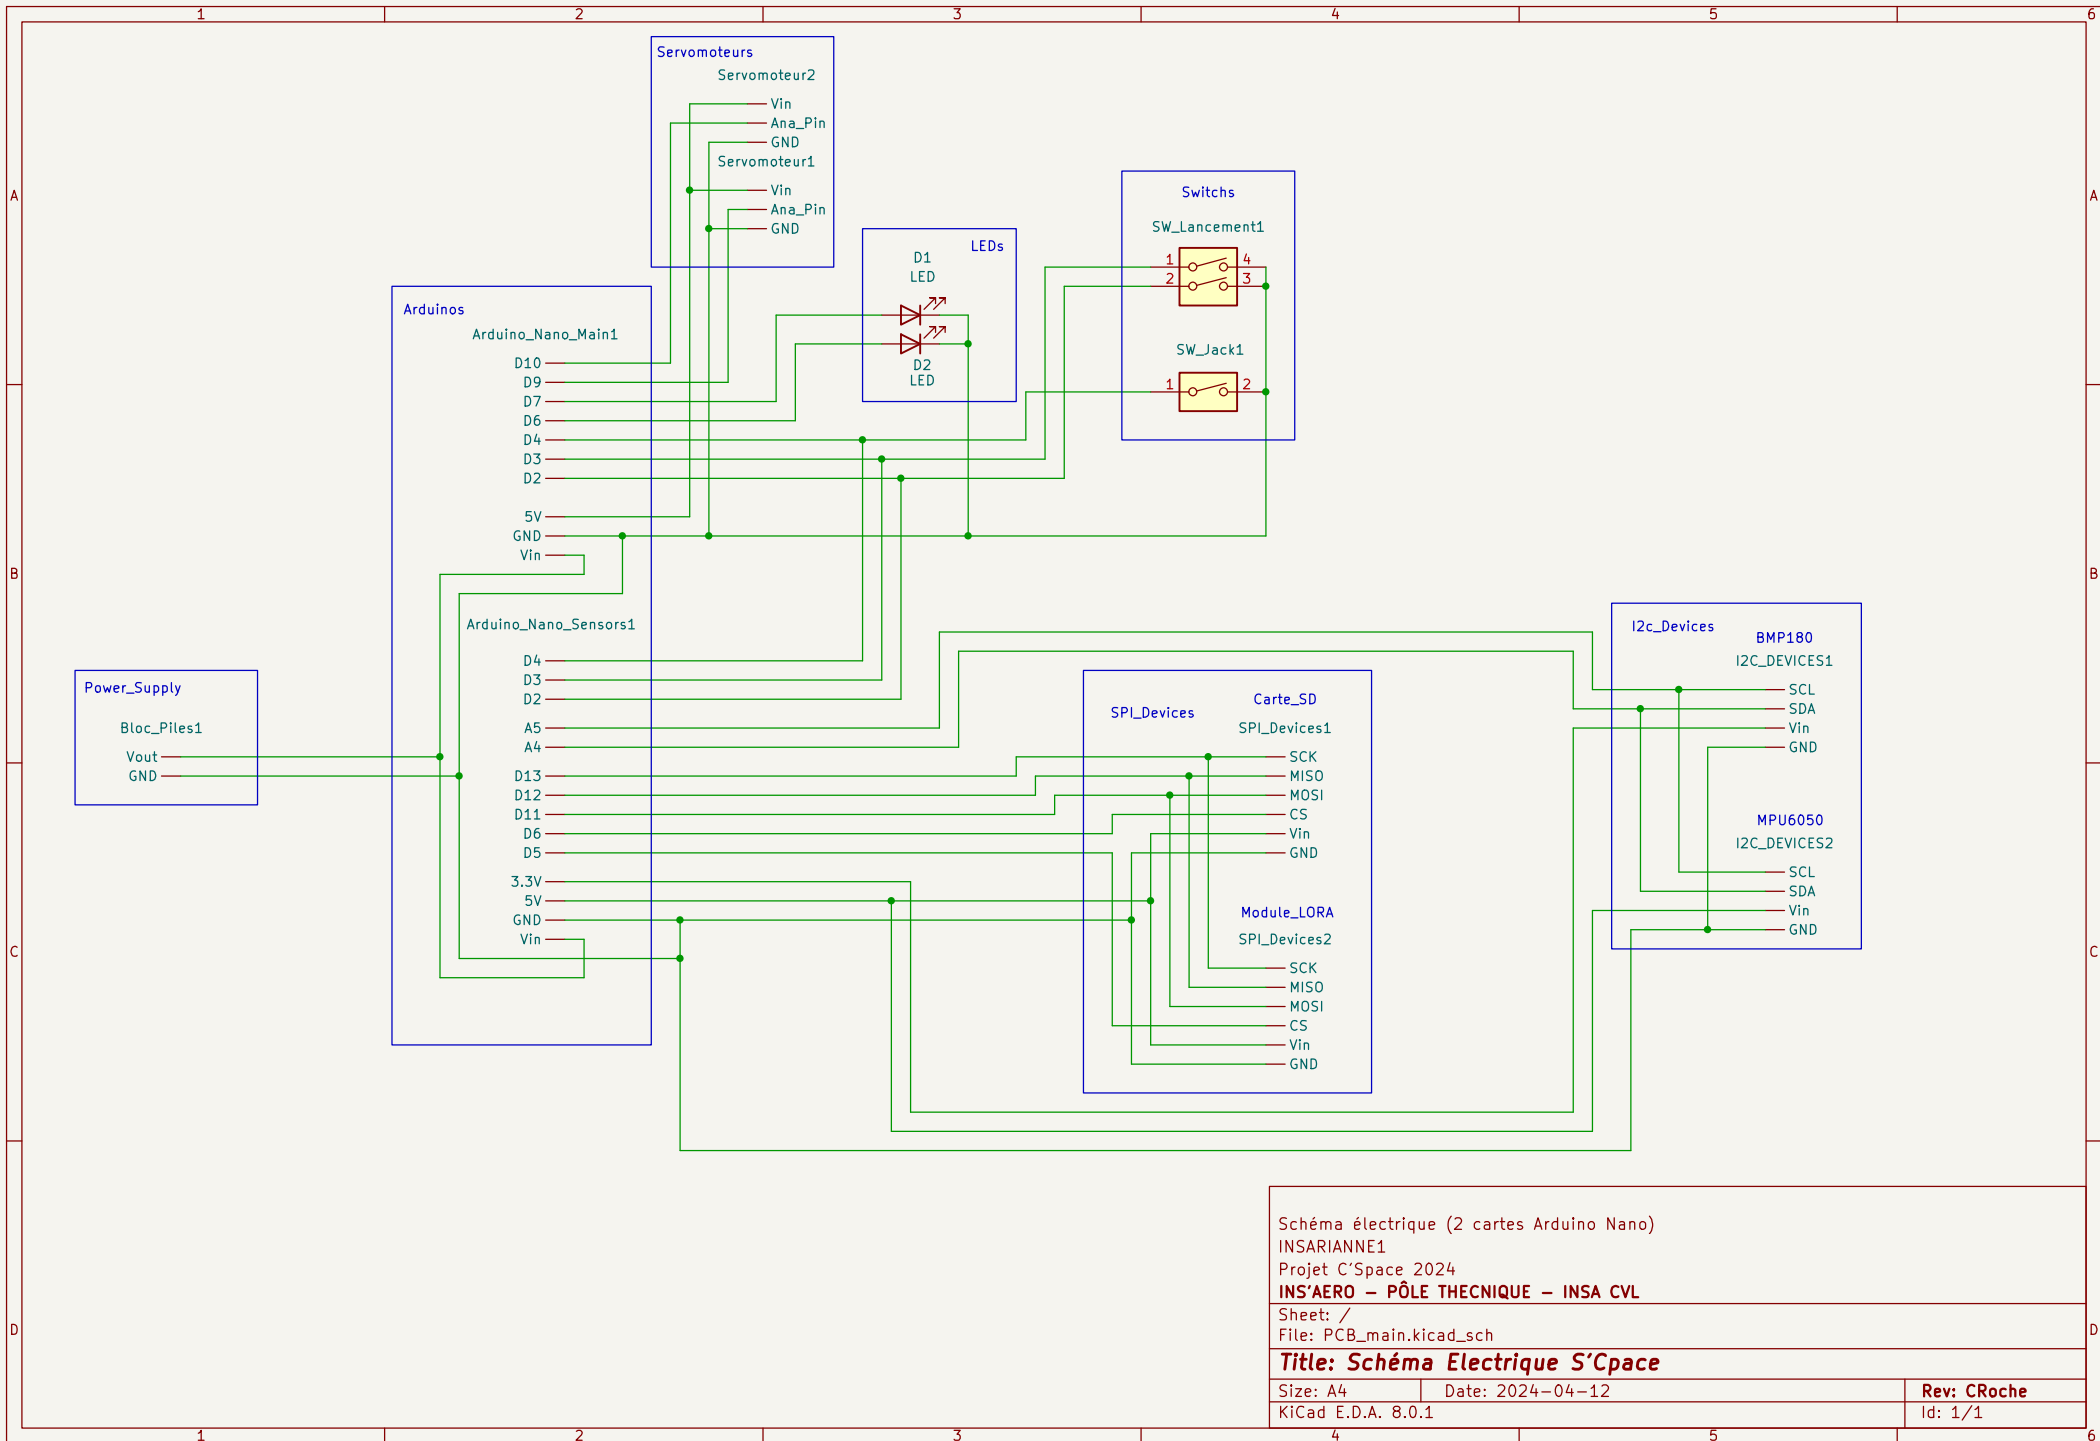 1 2 3 4 5 6
A
B
C
D
A
B
C
D
Servomoteurs
Servomoteur2
Vin
Ana_Pin
GND
Servomoteur1
Vin
Ana_Pin
GND
LEDs
D1
LED
D2
LED
Switchs
SW_Lancement1
1 4
2 3
SW_Jack1
1 2
Arduinos
Arduino_Nano_Main1
D10
D9
D7
D6
D4
D3
D2
5V
GND
Vin
Arduino_Nano_Sensors1
D4
D3
D2
A5
A4
D13
D12
D11
D6
D5
3.3V
5V
GND
Vin
Power_Supply
Bloc_Piles1
Vout
GND
SPI_Devices
Carte_SD
SPI_Devices1
SCK
MISO
MOSI
CS
Vin
GND
Module_LORA
SPI_Devices2
SCK
MISO
MOSI
CS
Vin
GND
I2c_Devices
BMP180
I2C_DEVICES1
SCL
SDA
Vin
GND
MPU6050
I2C_DEVICES2
SCL
SDA
Vin
GND
Schéma électrique (2 cartes Arduino Nano)
INSARIANNE1
Projet C'Space 2024
INS'AERO – PÔLE THECNIQUE – INSA CVL
Sheet: /
File: PCB_main.kicad_sch
Title: Schéma Electrique S'Cpace
Size: A4 Date: 2024-04-12 Rev: CRoche
KiCad E.D.A. 8.0.1 Id: 1/1
1 2 3 4 5 6